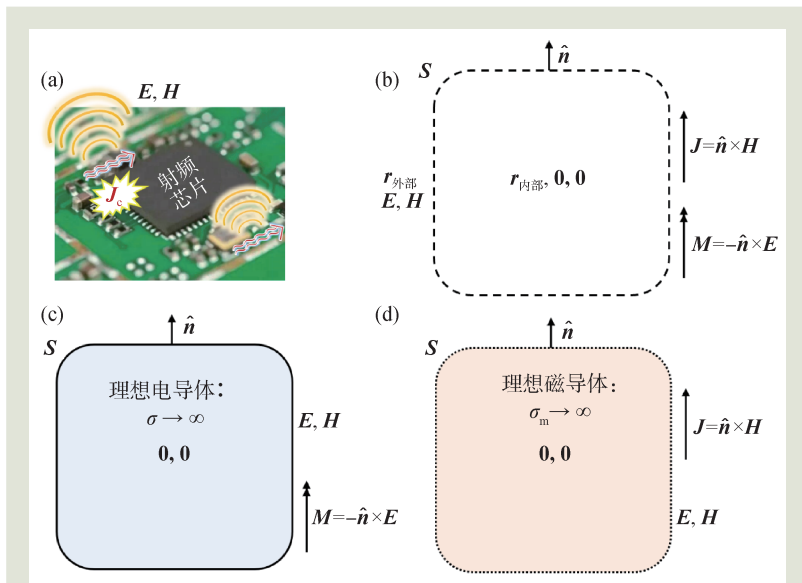 (a)
E, H
J_c
射频
芯片
(b)
S
n̂
r_外部
E, H
r_内部, 0, 0
J=n̂×H
M=−n̂×E
(c)
S
n̂
理想电导体:
σ → ∞
0, 0
E, H
M=−n̂×E
(d)
S
n̂
理想磁导体:
σ_m → ∞
0, 0
J=n̂×H
E, H